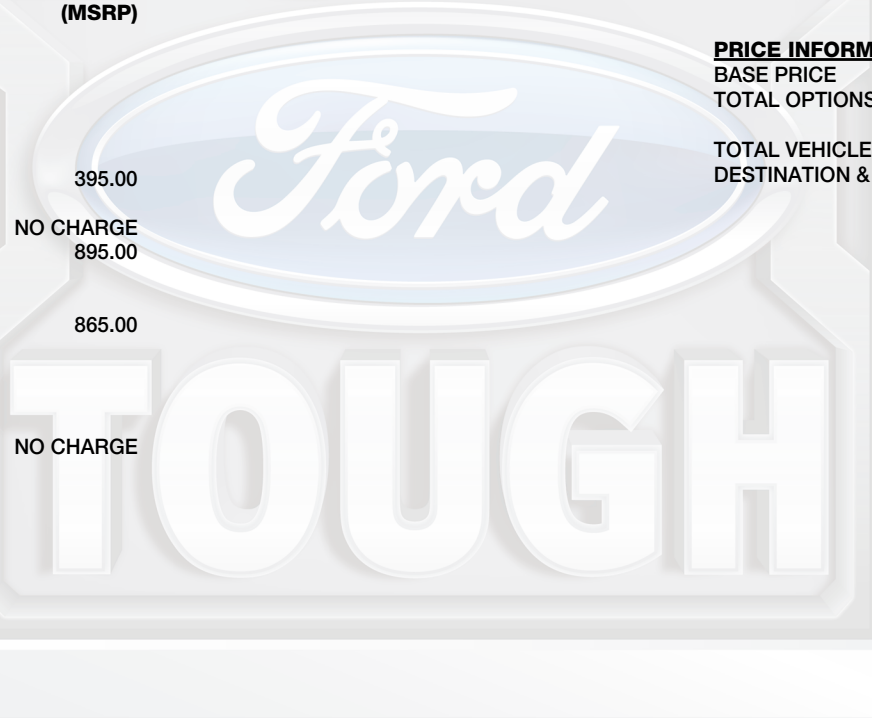 (MSRP)
395.00
NO CHARGE
895.00
865.00
NO CHARGE
PRICE INFORM
BASE PRICE
TOTAL OPTIONS
TOTAL VEHICLE
DESTINATION &
Ford
TOUGH